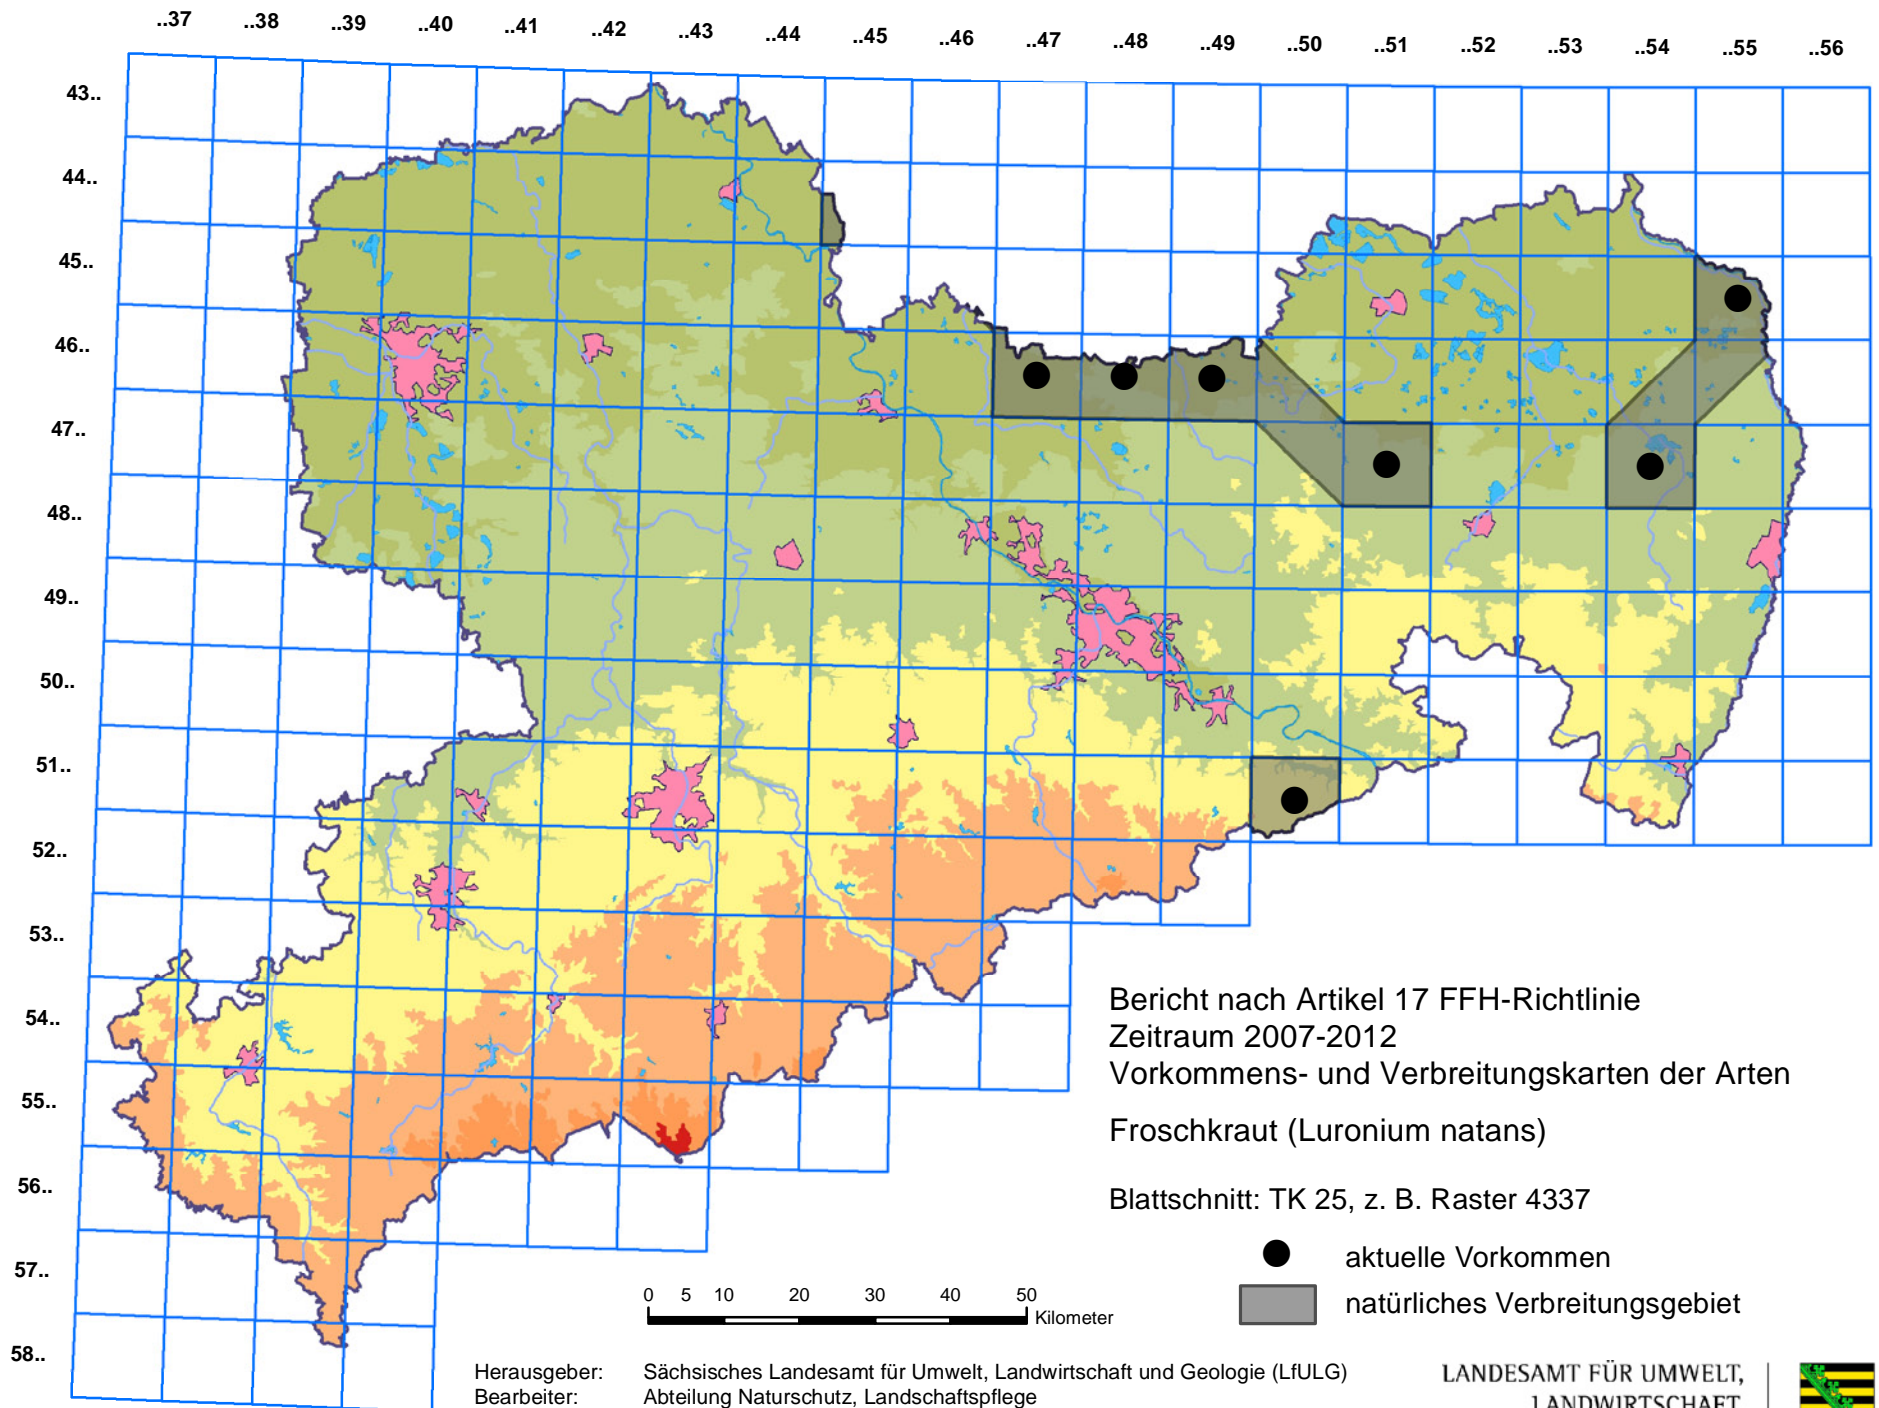 ..37 ..38 ..39 ..40 ..41 ..42 ..43 ..44 ..45 ..46 ..47 ..48 ..49 ..50 ..51 ..52 ..53 ..54 ..55 ..56
43..
44..
45..
46..
47..
48..
49..
50..
51..
52..
53..
54..
55..
56..
57..
58..
Bericht nach Artikel 17 FFH-Richtlinie
Zeitraum 2007-2012
Vorkommens- und Verbreitungskarten der Arten
Froschkraut (Luronium natans)
Blattschnitt: TK 25, z. B. Raster 4337
aktuelle Vorkommen
natürliches Verbreitungsgebiet
0 5 10 20 30 40 50
Kilometer
Herausgeber: Sächsisches Landesamt für Umwelt, Landwirtschaft und Geologie (LfULG)
Bearbeiter: Abteilung Naturschutz, Landschaftspflege
LANDESAMT FÜR UMWELT,
LANDWIRTSCHAFT